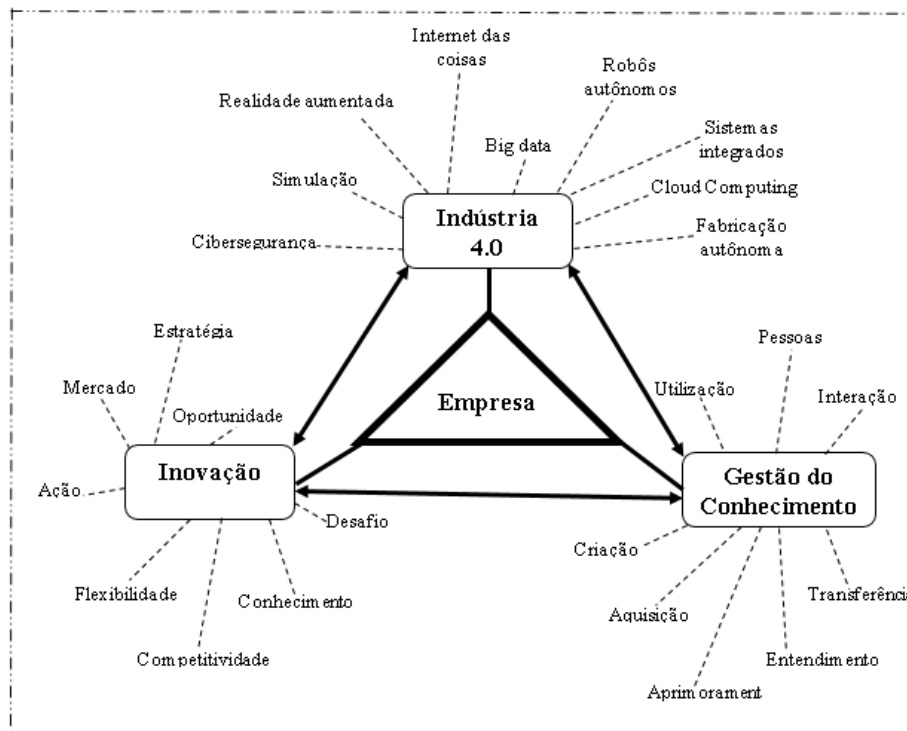 Internet das
coisas
Robôs
autônomos
Realidade aumentada
Big data
Sistemas
integrados
Simulação
Cloud Computing
Indústria
4.0
Cibersegurança
Fabricação
autônoma
Estratégia
Pessoas
Mercado
Utilização
Interação
Oportunidade
Empresa
Inovação
Gestão do
Conhecimento
Ação
Desafio
Criação
Flexibilidade
Conhecimento
Aquisição
Transferência
Competitividade
Entendimento
Aprimorament